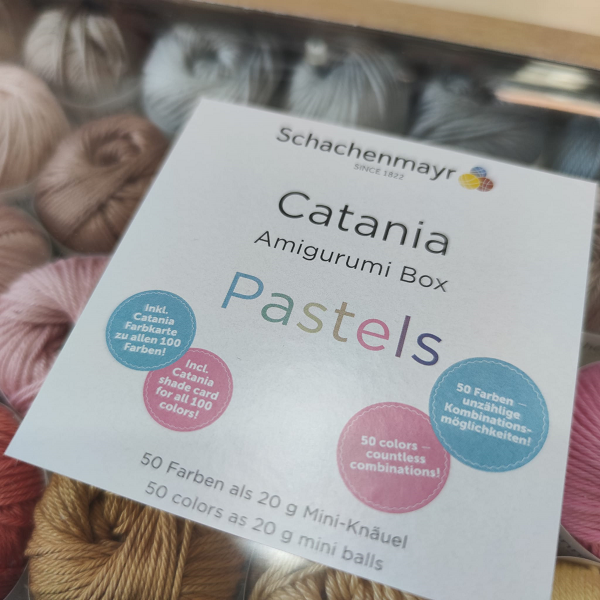 Schachenmayr
SINCE 1822
Catania
Amigurumi Box
Pastels
Inkl.
Catania
Farbkarte
zu allen 100
Farben!
Incl.
Catania
shade card
for all 100
colors!
50 Farben –
unzählige
Kombinations-
möglichkeiten!
50 colors –
countless
combinations!
50 Farben als 20 g Mini-Knäuel
50 colors as 20 g mini balls